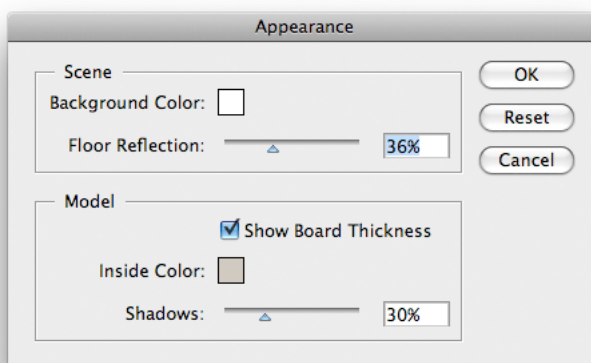 Appearance
Scene
Background Color:
Floor Reflection: 36%
OK
Reset
Cancel
Model
Show Board Thickness
Inside Color:
Shadows: 30%